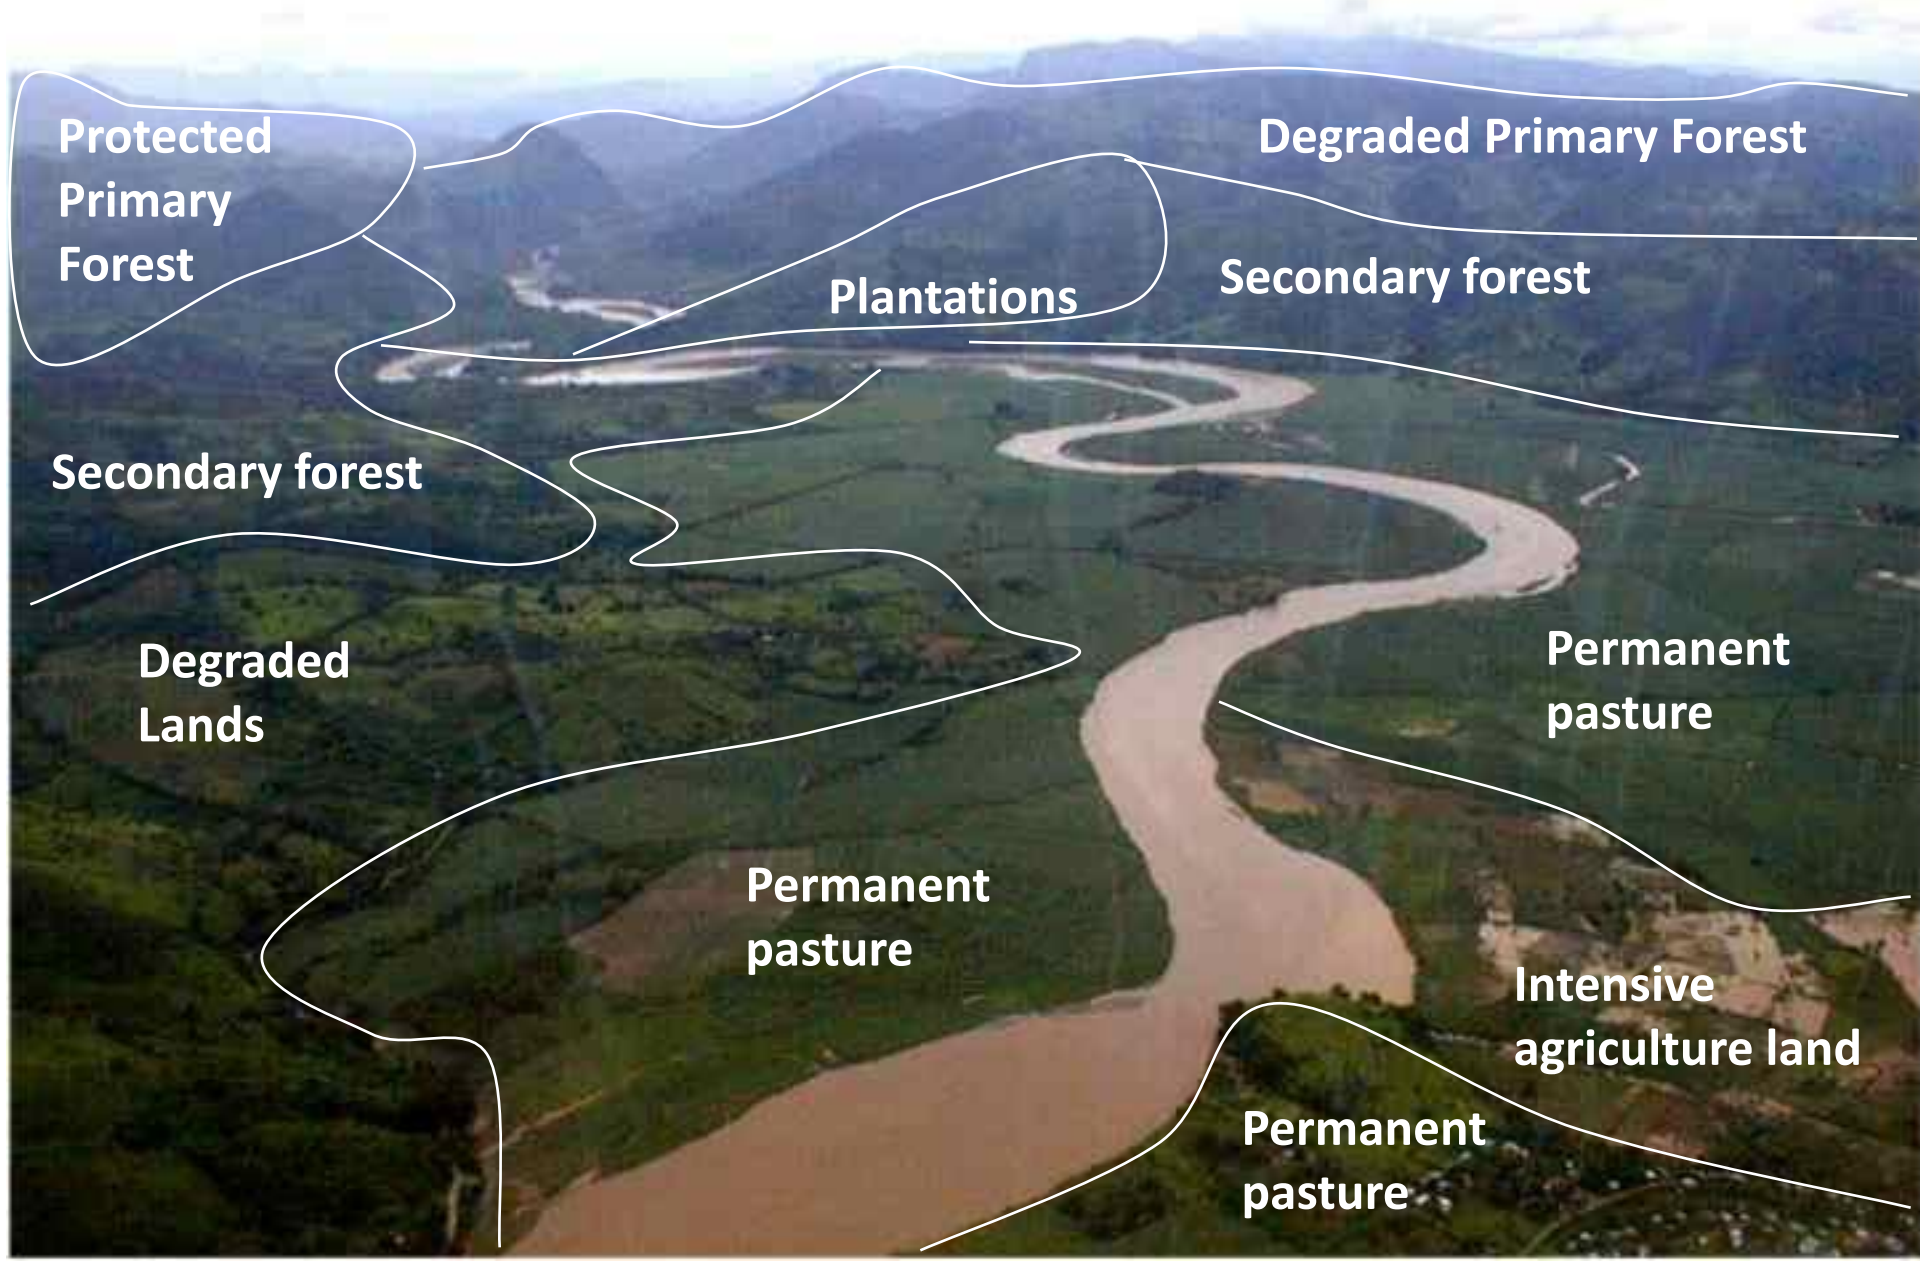 Protected
Primary
Forest
Degraded Primary Forest
Plantations
Secondary forest
Secondary forest
Degraded
Lands
Permanent
pasture
Permanent
pasture
Intensive
agriculture land
Permanent
pasture